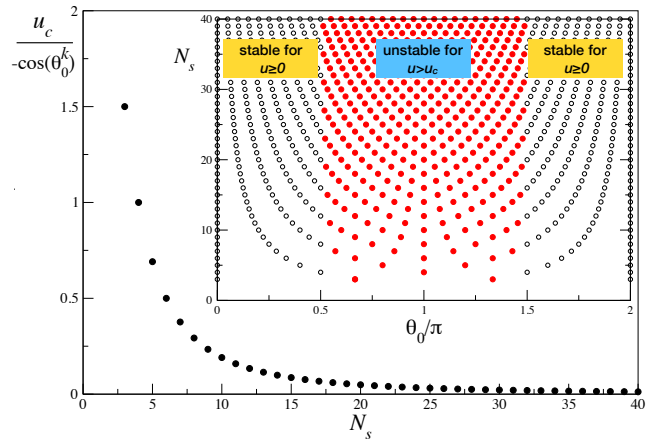 u_c
-cos(θ_0^k)
2
1.5
1
0.5
0
0 5 10 15 20 25 30 35 40
N_s
N_s
40
30
20
10
0
0 0.5 1 1.5 2
θ_0/π
stable for
u≥0
unstable for
u>u_c
stable for
u≥0